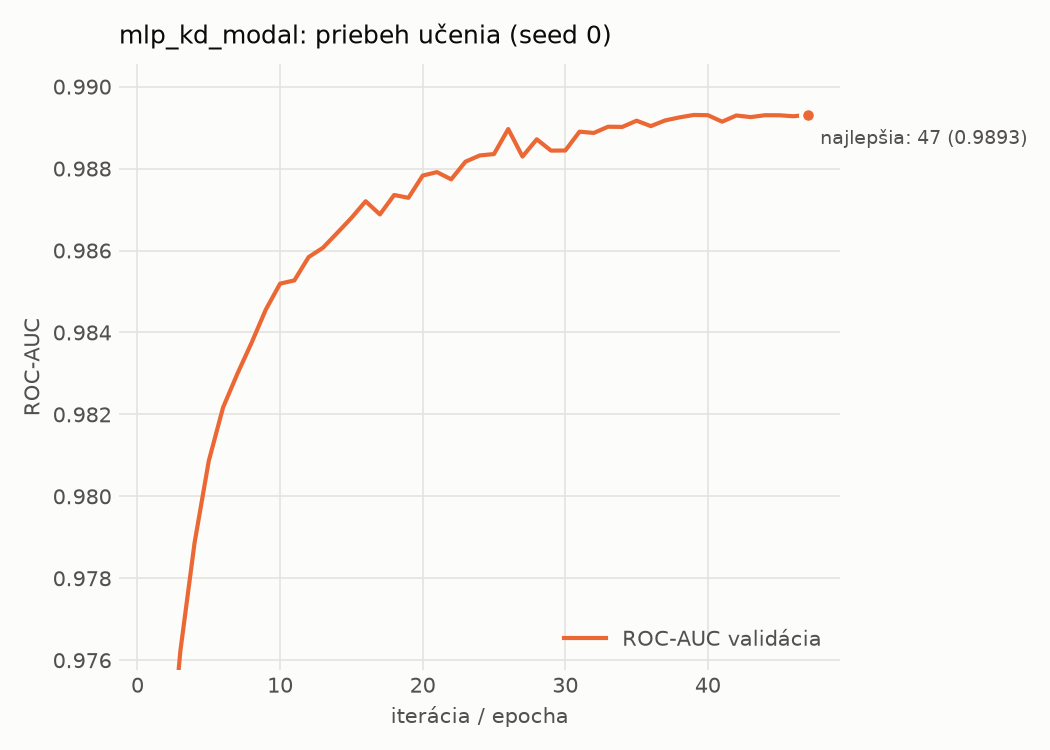 mlp_kd_modal: priebeh učenia (seed 0)
0.990
0.988
0.986
0.984
0.982
0.980
0.978
0.976
ROC-AUC
najlepšia: 47 (0.9893)
ROC-AUC validácia
0 10 20 30 40
iterácia / epocha